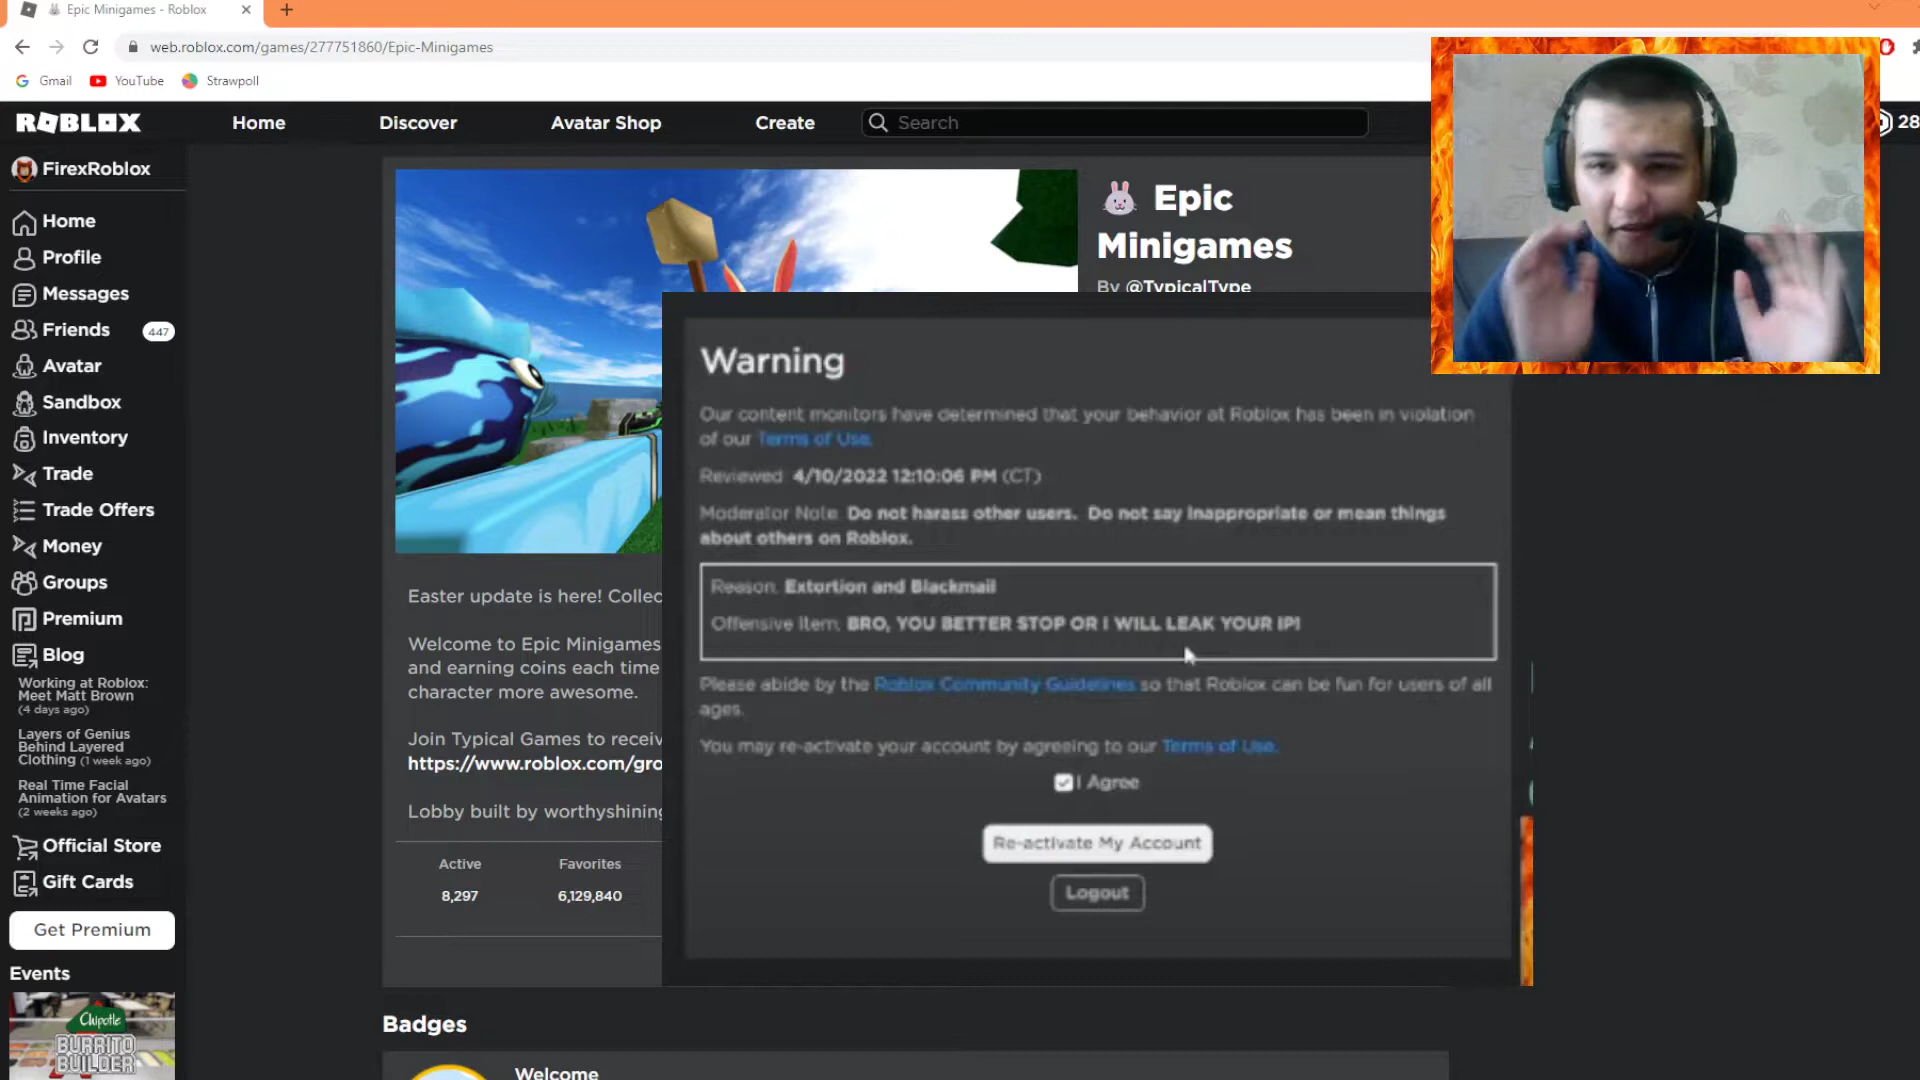 Epic Minigames - Roblox
web.roblox.com/games/277751860/Epic-Minigames
Gmail
YouTube
Strawpoll
ROBLOX
Home
Discover
Avatar Shop
Create
Search
28
FirexRoblox
Home
Profile
Messages
Friends
447
Avatar
Sandbox
Inventory
Trade
Trade Offers
Money
Groups
Premium
Blog
Working at Roblox:
Meet Matt Brown
(4 days ago)
Layers of Genius
Behind Layered
Clothing (1 week ago)
Real Time Facial
Animation for Avatars
(2 weeks ago)
Official Store
Gift Cards
Get Premium
Events
Chipotle
BURRITO
BUILDER
Epic
Minigames
By @TypicalType
Easter update is here! Collec
Welcome to Epic Minigames
and earning coins each time
character more awesome.
Join Typical Games to receiv
https://www.roblox.com/gro
Lobby built by worthyshining
Active
Favorites
8,297
6,129,840
Warning
Our content monitors have determined that your behavior at Roblox has been in violation
of our Terms of Use.
Reviewed: 4/10/2022 12:10:06 PM (CT)
Moderator Note: Do not harass other users. Do not say inappropriate or mean things
about others on Roblox.
Reason: Extortion and Blackmail
Offensive Item: BRO, YOU BETTER STOP OR I WILL LEAK YOUR IP!
Please abide by the Roblox Community Guidelines so that Roblox can be fun for users of all
ages.
You may re-activate your account by agreeing to our Terms of Use.
I Agree
Re-activate My Account
Logout
Badges
Welcome